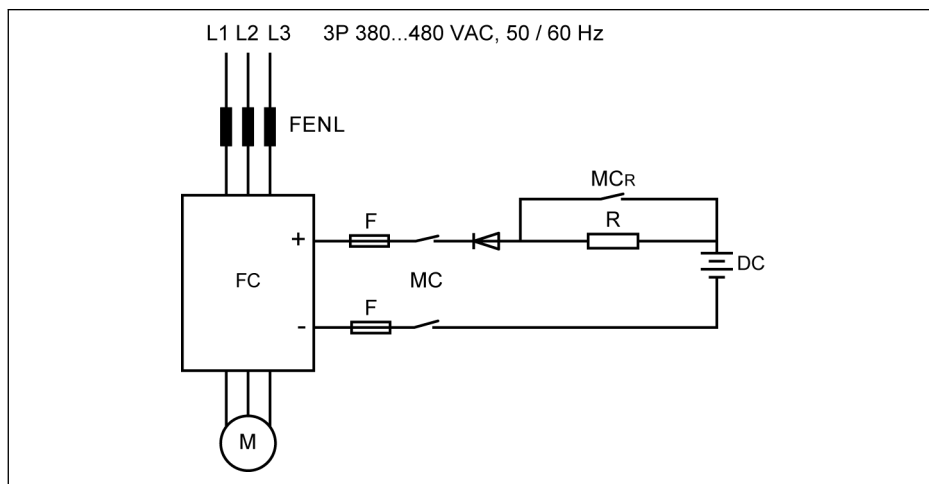 L1 L2 L3 3P 380...480 VAC, 50 / 60 Hz
FENL
MCR
F
R
+
FC
MC
DC
F
-
M